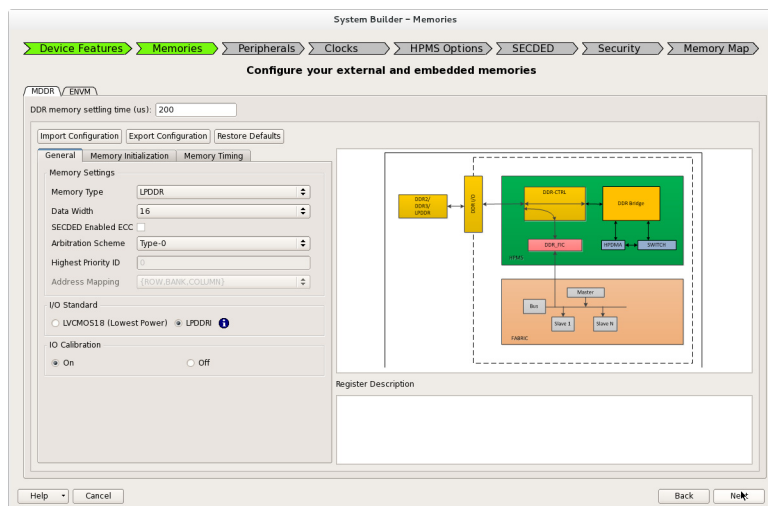 System Builder – Memories
Device Features Memories Peripherals Clocks HPMS Options SECDED Security Memory Map
Configure your external and embedded memories
MDDR ENVM
DDR memory settling time (us): 200
Import Configuration Export Configuration Restore Defaults
General Memory Initialization Memory Timing
Memory Settings
Memory Type LPDDR
Data Width 16
SECDED Enabled ECC
Arbitration Scheme Type-0
Highest Priority ID 0
Address Mapping {ROW,BANK,COLUMN}
I/O Standard
LVCMOS18 (Lowest Power) LPDDRI
IO Calibration
On Off
DDR2/
DDR3/
LPDDR
DDR I/O
DDR-CTRL
DDR Bridge
DDR_FIC
HPDMA
SWITCH
HPMS
Master
Bus
Slave 1
Slave N
FABRIC
Register Description
Help Cancel Back Next